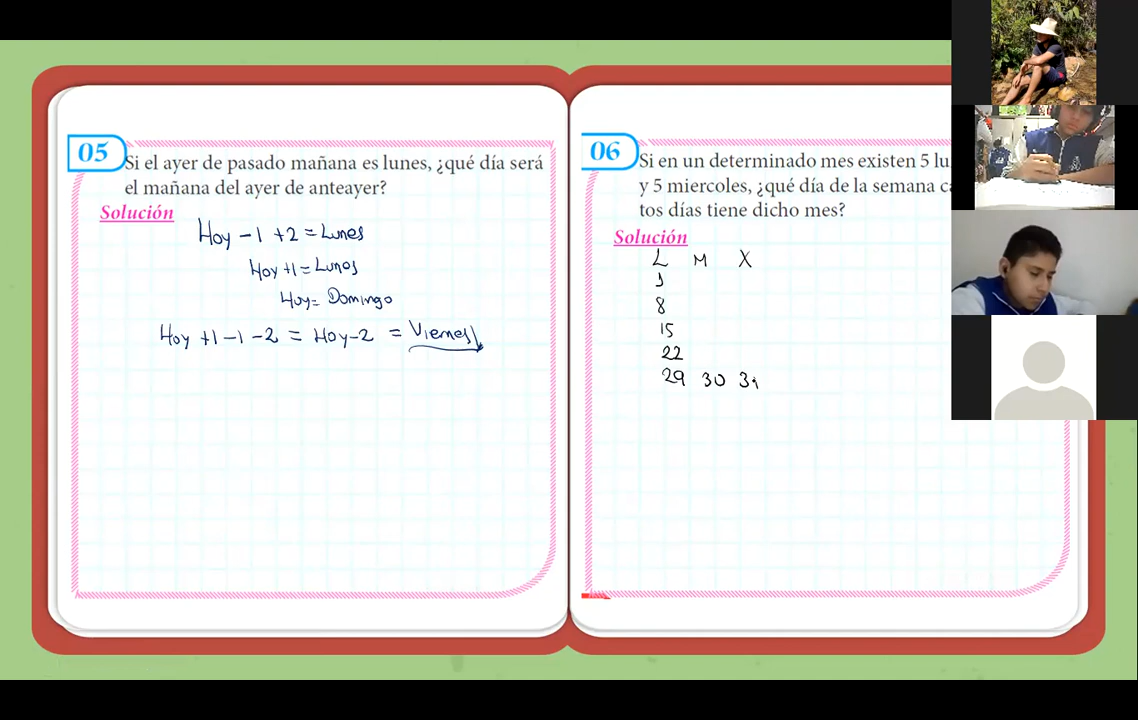 05
Si el ayer de pasado mañana es lunes, ¿qué día será
el mañana del ayer de anteayer?
Solución
Hoy -1 +2 = Lunes
Hoy +1 = Lunes
Hoy = Domingo
Hoy +1 -1 -2 = Hoy -2 = Viernes
06
Si en un determinado mes existen 5
y 5 miercoles, ¿qué día de la semana
tos días tiene dicho mes?
Solución
L M X
1
8
15
22
29 30 31